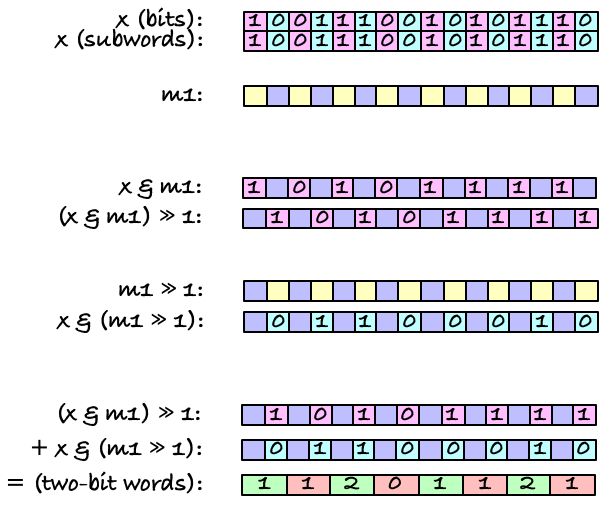 x (bits): 1 0 0 1 1 1 0 0 1 0 1 0 1 1 1 0
x (subwords): 1 0 0 1 1 1 0 0 1 0 1 0 1 1 1 0
m1:
x & m1: 1 0 1 0 1 1 1 1
(x & m1) » 1: 1 0 1 0 1 1 1 1
m1 » 1:
x & (m1 » 1): 0 1 1 0 0 0 1 0
(x & m1) » 1: 1 0 1 0 1 1 1 1
+ x & (m1 » 1): 0 1 1 0 0 0 1 0
= (two-bit words): 1 1 2 0 1 1 2 1